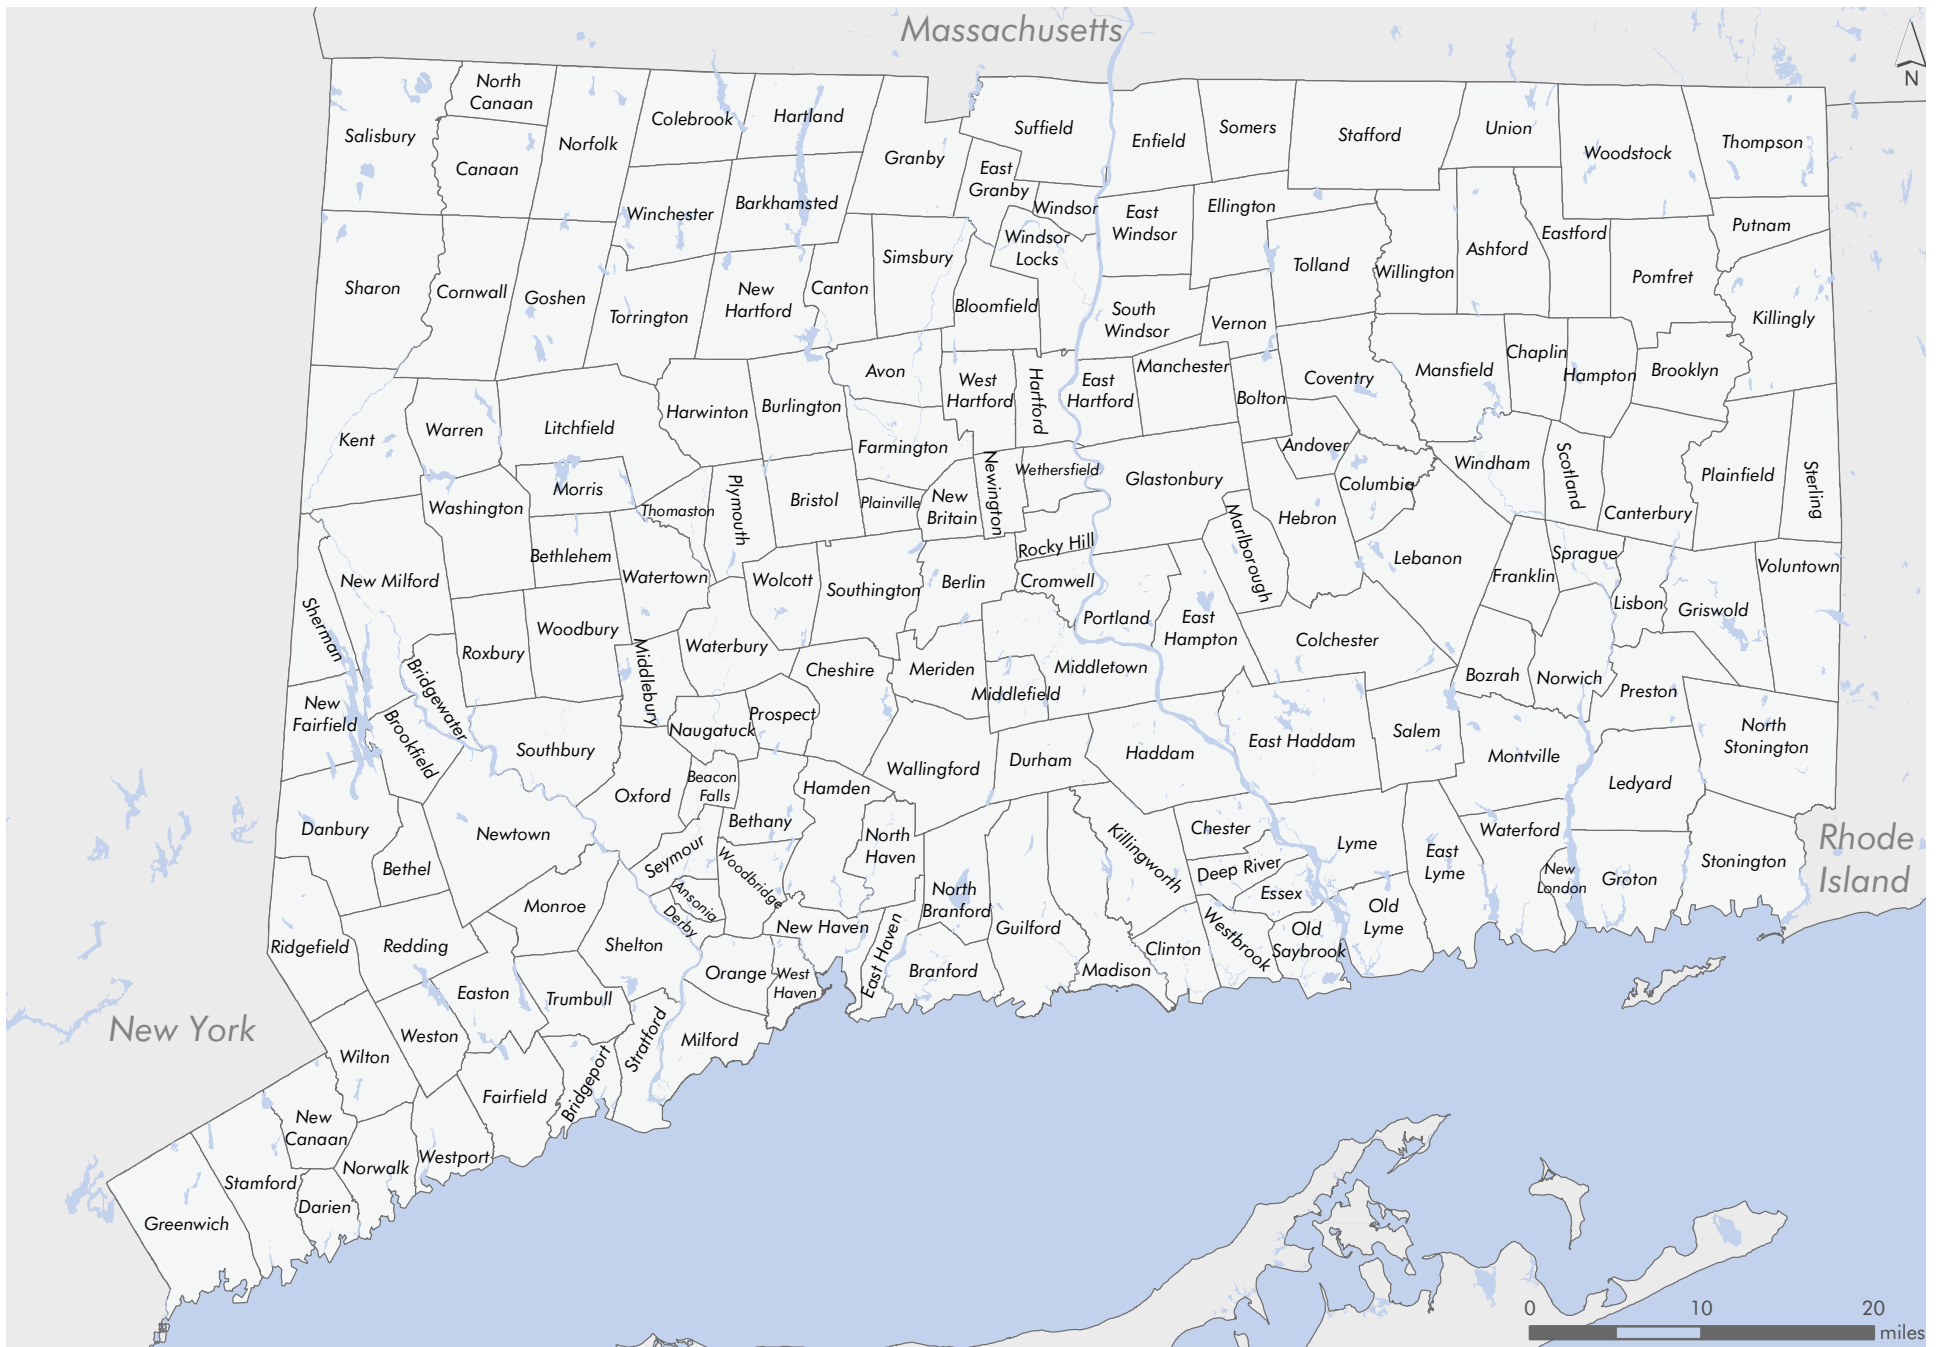 Massachusetts
N
North
Canaan
Salisbury
Canaan
Norfolk
Colebrook
Hartland
Granby
Suffield
East
Granby
Enfield
Somers
Stafford
Union
Woodstock
Thompson
Winchester
Barkhamsted
Windsor
East
Windsor
Ellington
Putnam
Eastford
Ashford
Simsbury
Windsor
Locks
Tolland
Willington
Pomfret
Sharon
Cornwall
Goshen
Torrington
New
Hartford
Canton
Bloomfield
South
Windsor
Vernon
Killingly
Chaplin
Mansfield
Hampton
Brooklyn
Avon
West
Hartford
Hartford
East
Hartford
Manchester
Bolton
Coventry
Kent
Warren
Litchfield
Harwinton
Burlington
Farmington
Andover
Newington
Wethersfield
Glastonbury
Columbia
Windham
Scotland
Plainfield
Sterling
Washington
Morris
Thomaston
Plymouth
Bristol
Plainville
New
Britain
Hebron
Canterbury
Marlborough
Rocky Hill
Lebanon
Sprague
Voluntown
New Milford
Bethlehem
Watertown
Wolcott
Southington
Berlin
Cromwell
Franklin
Lisbon
Griswold
Sherman
Roxbury
Woodbury
Middlebury
Waterbury
Portland
East
Hampton
Colchester
Cheshire
Meriden
Middletown
Middlefield
Bozrah
Norwich
Preston
Bridgewater
New
Fairfield
Brookfield
Southbury
Naugatuck
Prospect
Wallingford
Durham
Haddam
East Haddam
Salem
Montville
North
Stonington
Ledyard
Oxford
Beacon
Falls
Hamden
Danbury
Newtown
Bethany
North
Haven
Chester
Lyme
East
Lyme
Waterford
Rhode
Island
Bethel
Seymour
Woodbridge
Killingworth
Deep River
Essex
New
London
Groton
Stonington
Ansonia
Derby
North
Branford
Monroe
Ridgefield
Redding
Shelton
New Haven
East Haven
Guilford
Westbrook
Old
Saybrook
Old
Lyme
Clinton
Orange
West
Haven
Branford
Madison
Easton
Trumbull
New York
Weston
Wilton
Stratford
Milford
Fairfield
Bridgeport
New
Canaan
Westport
Norwalk
Stamford
Darien
Greenwich
0 10 20
miles